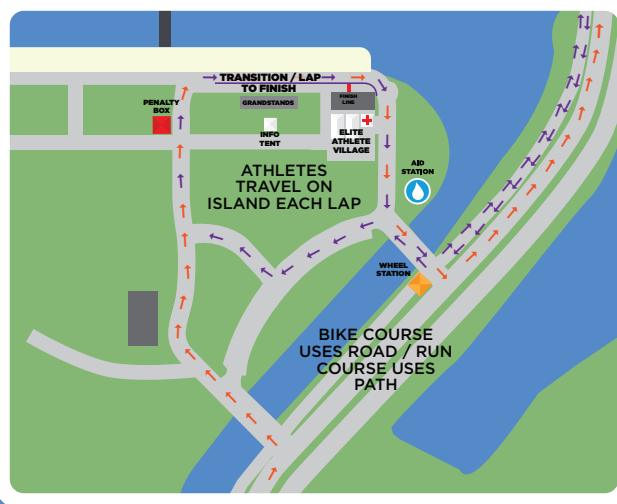 TRANSITION / LAP
TO FINISH
PENALTY
BOX
GRANDSTANDS
FINISH
LINE
INFO
TENT
ELITE
ATHLETE
VILLAGE
AID
STATION
ATHLETES
TRAVEL ON
ISLAND EACH LAP
WHEEL
STATION
BIKE COURSE
USES ROAD / RUN
COURSE USES
PATH